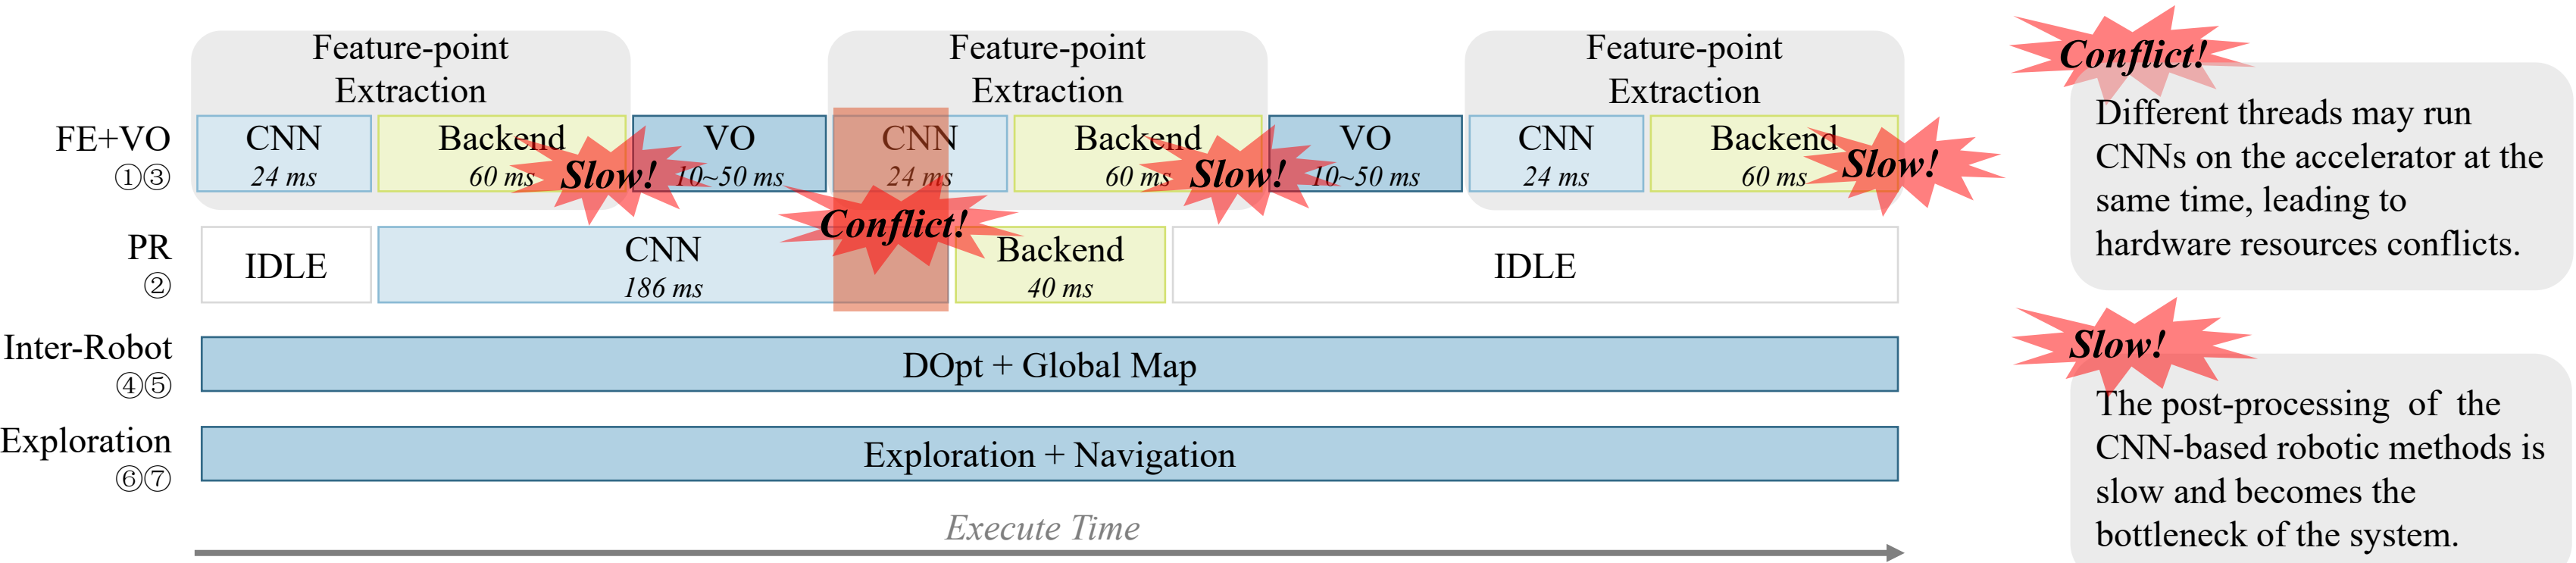 Feature-point
Extraction
Feature-point
Extraction
Feature-point
Extraction
FE+VO
①③
CNN
24 ms
Backend
60 ms
Slow!
VO
10~50 ms
CNN
24 ms
Backend
60 ms
Slow!
VO
10~50 ms
CNN
24 ms
Backend
60 ms
Slow!
Conflict!
PR
②
IDLE
CNN
186 ms
Backend
40 ms
IDLE
Inter-Robot
④⑤
DOpt + Global Map
Exploration
⑥⑦
Exploration + Navigation
Execute Time
Conflict!
Different threads may run
CNNs on the accelerator at the
same time, leading to
hardware resources conflicts.
Slow!
The post-processing of the
CNN-based robotic methods is
slow and becomes the
bottleneck of the system.